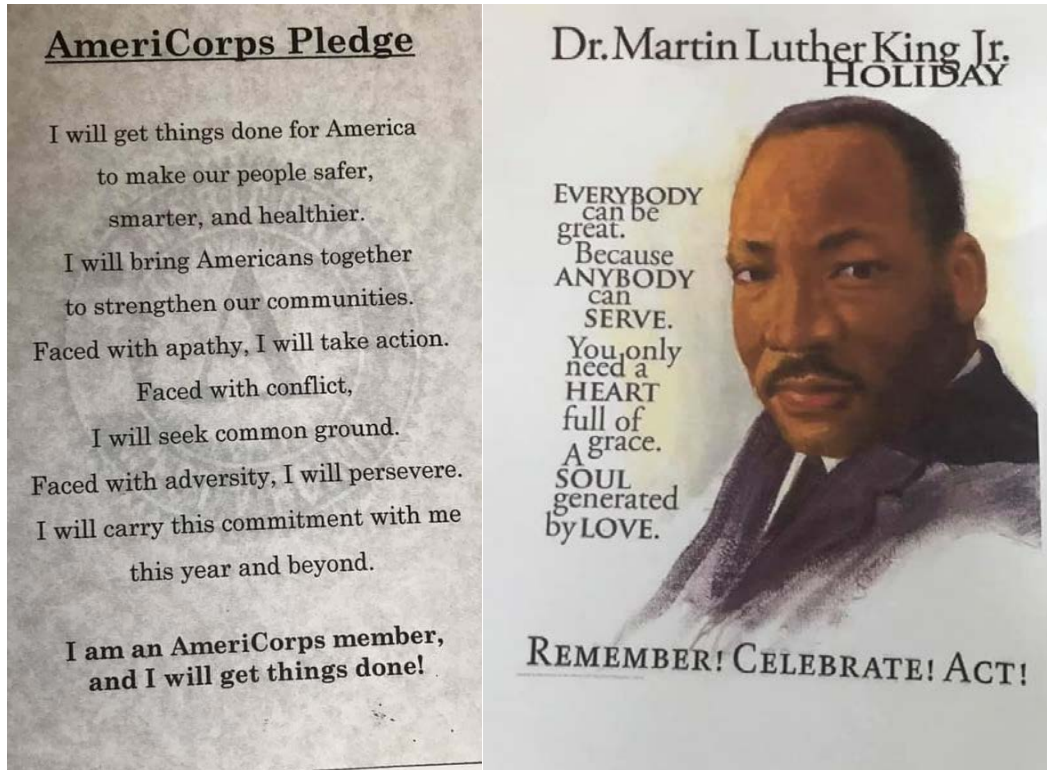 AmeriCorps Pledge
I will get things done for America
to make our people safer,
smarter, and healthier.
I will bring Americans together
to strengthen our communities.
Faced with apathy, I will take action.
Faced with conflict,
I will seek common ground.
Faced with adversity, I will persevere.
I will carry this commitment with me
this year and beyond.
I am an AmeriCorps member,
and I will get things done!
Dr. Martin Luther King Jr.
HOLIDAY
EVERYBODY
can be
great.
Because
ANYBODY
can
SERVE.
You only
need a
HEART
full of
grace.
A
SOUL
generated
by LOVE.
REMEMBER! CELEBRATE! ACT!